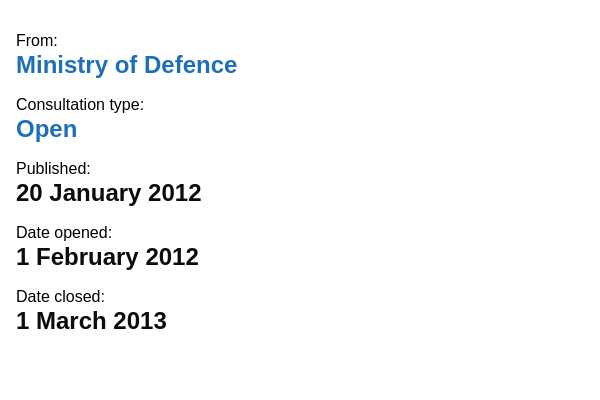 From:
Ministry of Defence
Consultation type:
Open
Published:
20 January 2012
Date opened:
1 February 2012
Date closed:
1 March 2013